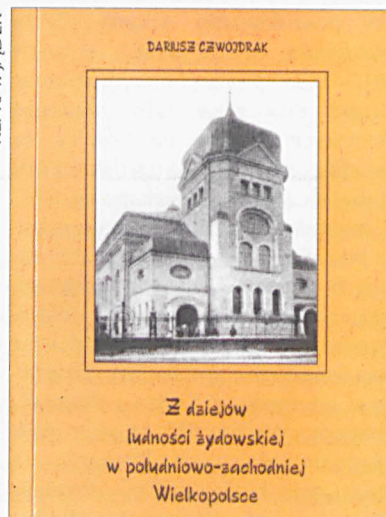 DARIUSZ CZWOJDRAK
Z dziejów
ludności żydowskiej
w południowo-zachodniej
Wielkopolsce